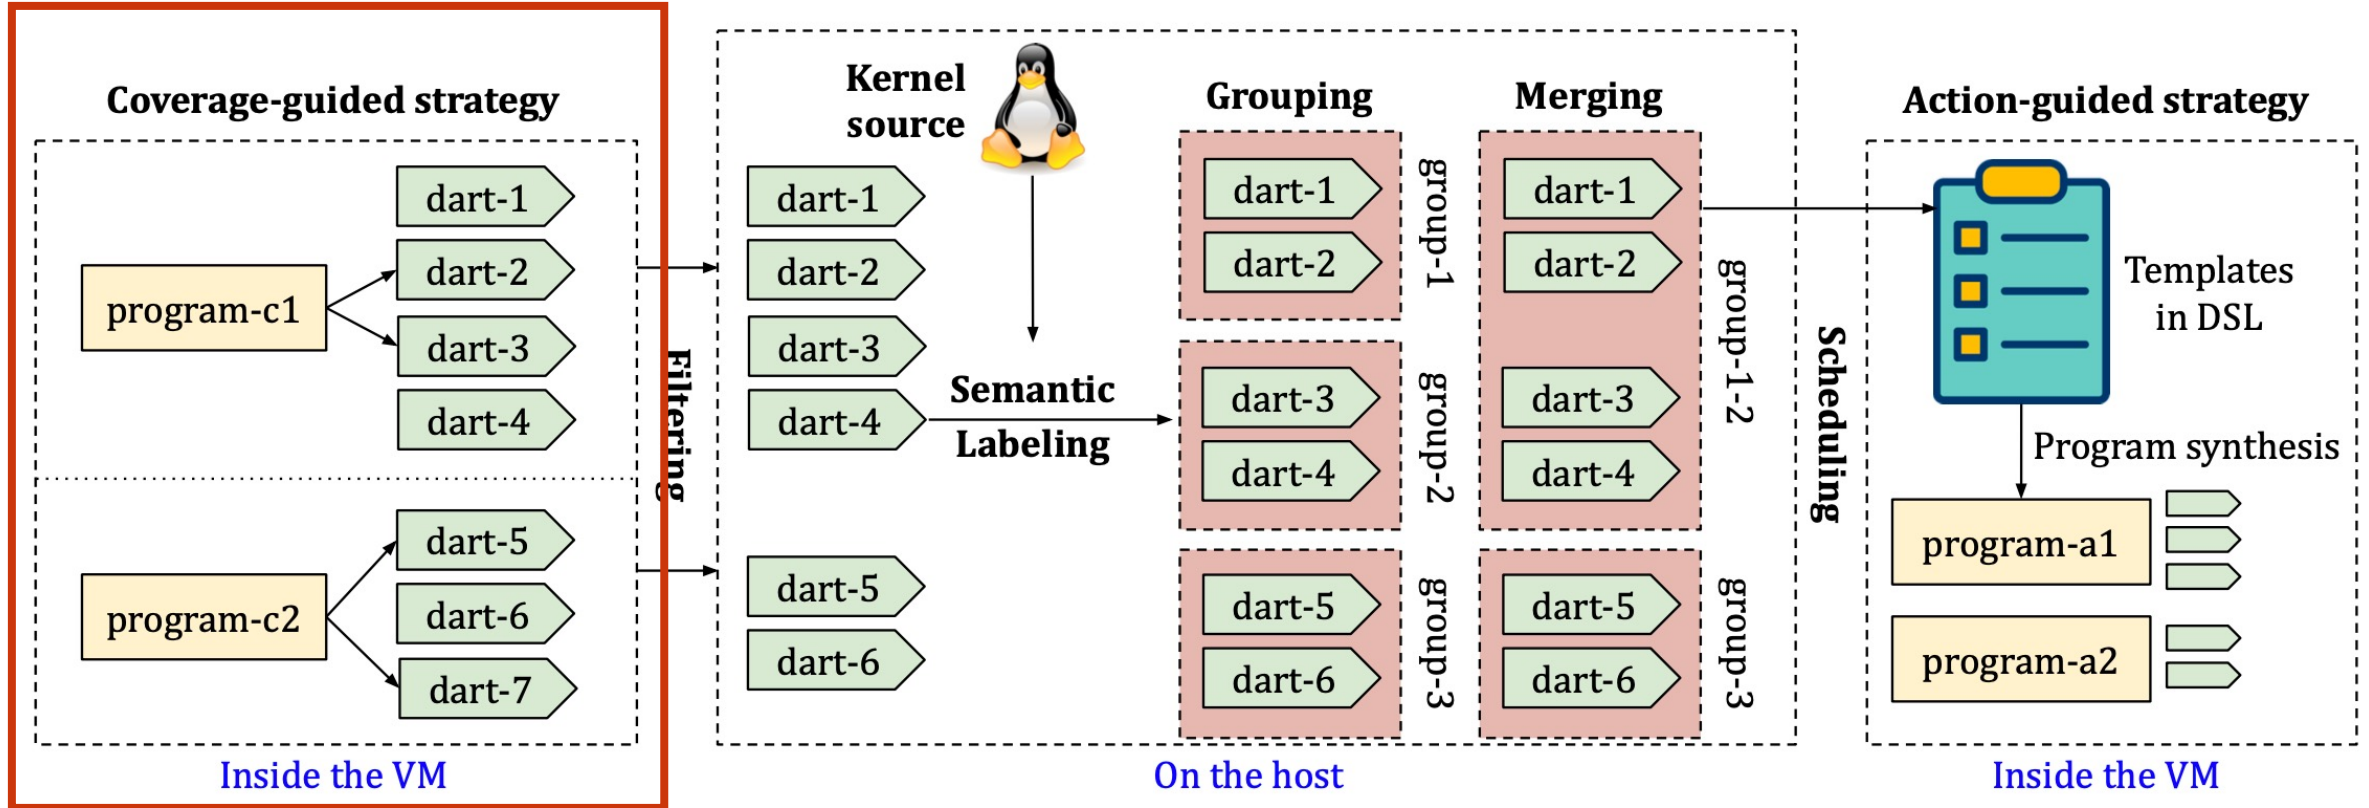 Coverage-guided strategy
program-c1
dart-1
dart-2
dart-3
dart-4
program-c2
dart-5
dart-6
dart-7
Inside the VM
Filtering
Kernel
source
dart-1
dart-2
dart-3
dart-4
dart-5
dart-6
Semantic
Labeling
Grouping
dart-1
dart-2
group-1
dart-3
dart-4
group-2
dart-5
dart-6
group-3
Merging
dart-1
dart-2
dart-3
dart-4
group-1-2
dart-5
dart-6
group-3
On the host
Scheduling
Action-guided strategy
Templates
in DSL
Program synthesis
program-a1
program-a2
Inside the VM